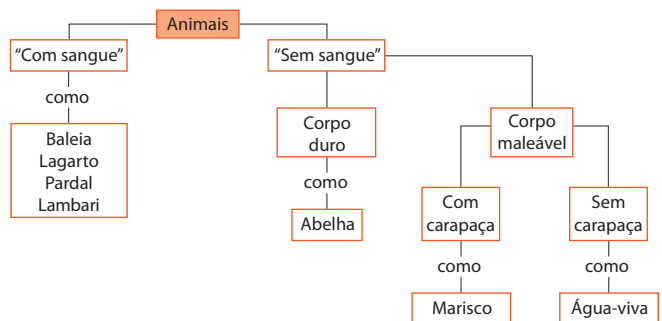 Animais
“Com sangue”
“Sem sangue”
como
Baleia
Lagarto
Pardal
Lambari
Corpo
duro
como
Abelha
Corpo
maleável
Com
carapaça
como
Marisco
Sem
carapaça
como
Água-viva